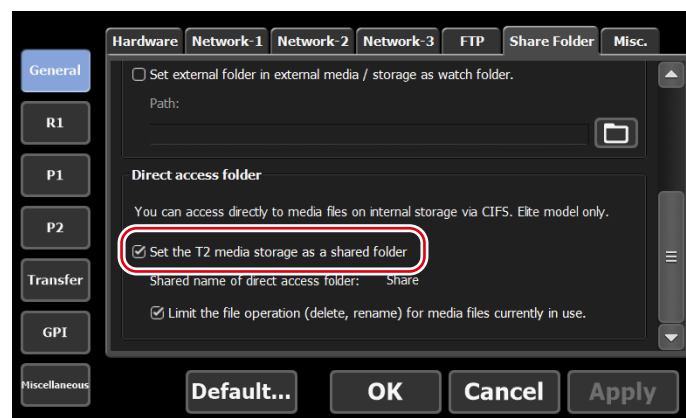 Hardware Network-1 Network-2 Network-3 FTP Share Folder Misc.
General
R1
P1
P2
Transfer
GPI
Miscellaneous
Set external folder in external media / storage as watch folder.
Path:
Direct access folder
You can access directly to media files on internal storage via CIFS. Elite model only.
Set the T2 media storage as a shared folder
Shared name of direct access folder: Share
Limit the file operation (delete, rename) for media files currently in use.
Default... OK Cancel Apply